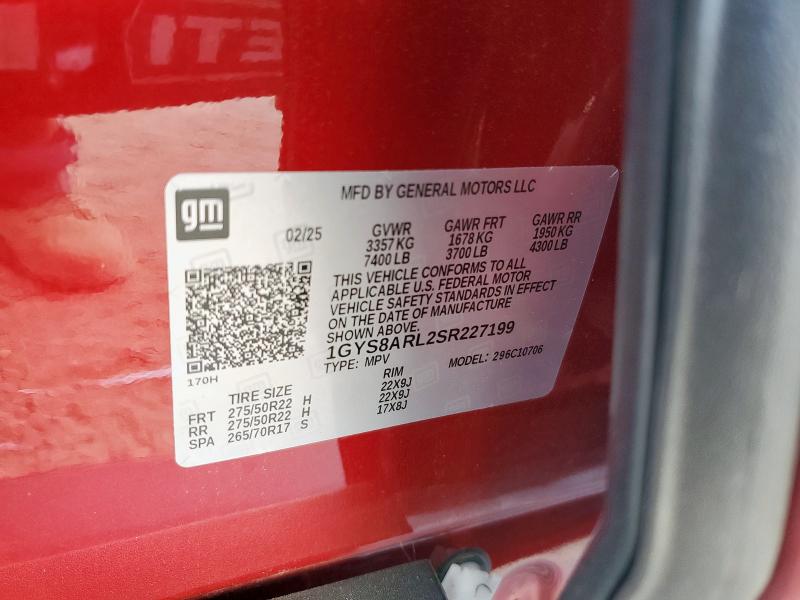 ETI
gm
MFD BY GENERAL MOTORS LLC
02/25
GVWR GAWR FRT GAWR RR
3357 KG 1678 KG 1950 KG
7400 LB 3700 LB 4300 LB
THIS VEHICLE CONFORMS TO ALL
APPLICABLE U.S. FEDERAL MOTOR
VEHICLE SAFETY STANDARDS IN EFFECT
ON THE DATE OF MANUFACTURE
SHOWN ABOVE.
1GYS8ARL2SR227199
TYPE: MPV MODEL: 296C10706
170H
TIRE SIZE RIM
FRT 275/50R22 H 22X9J
RR 275/50R22 H 22X9J
SPA 265/70R17 S 17X8J